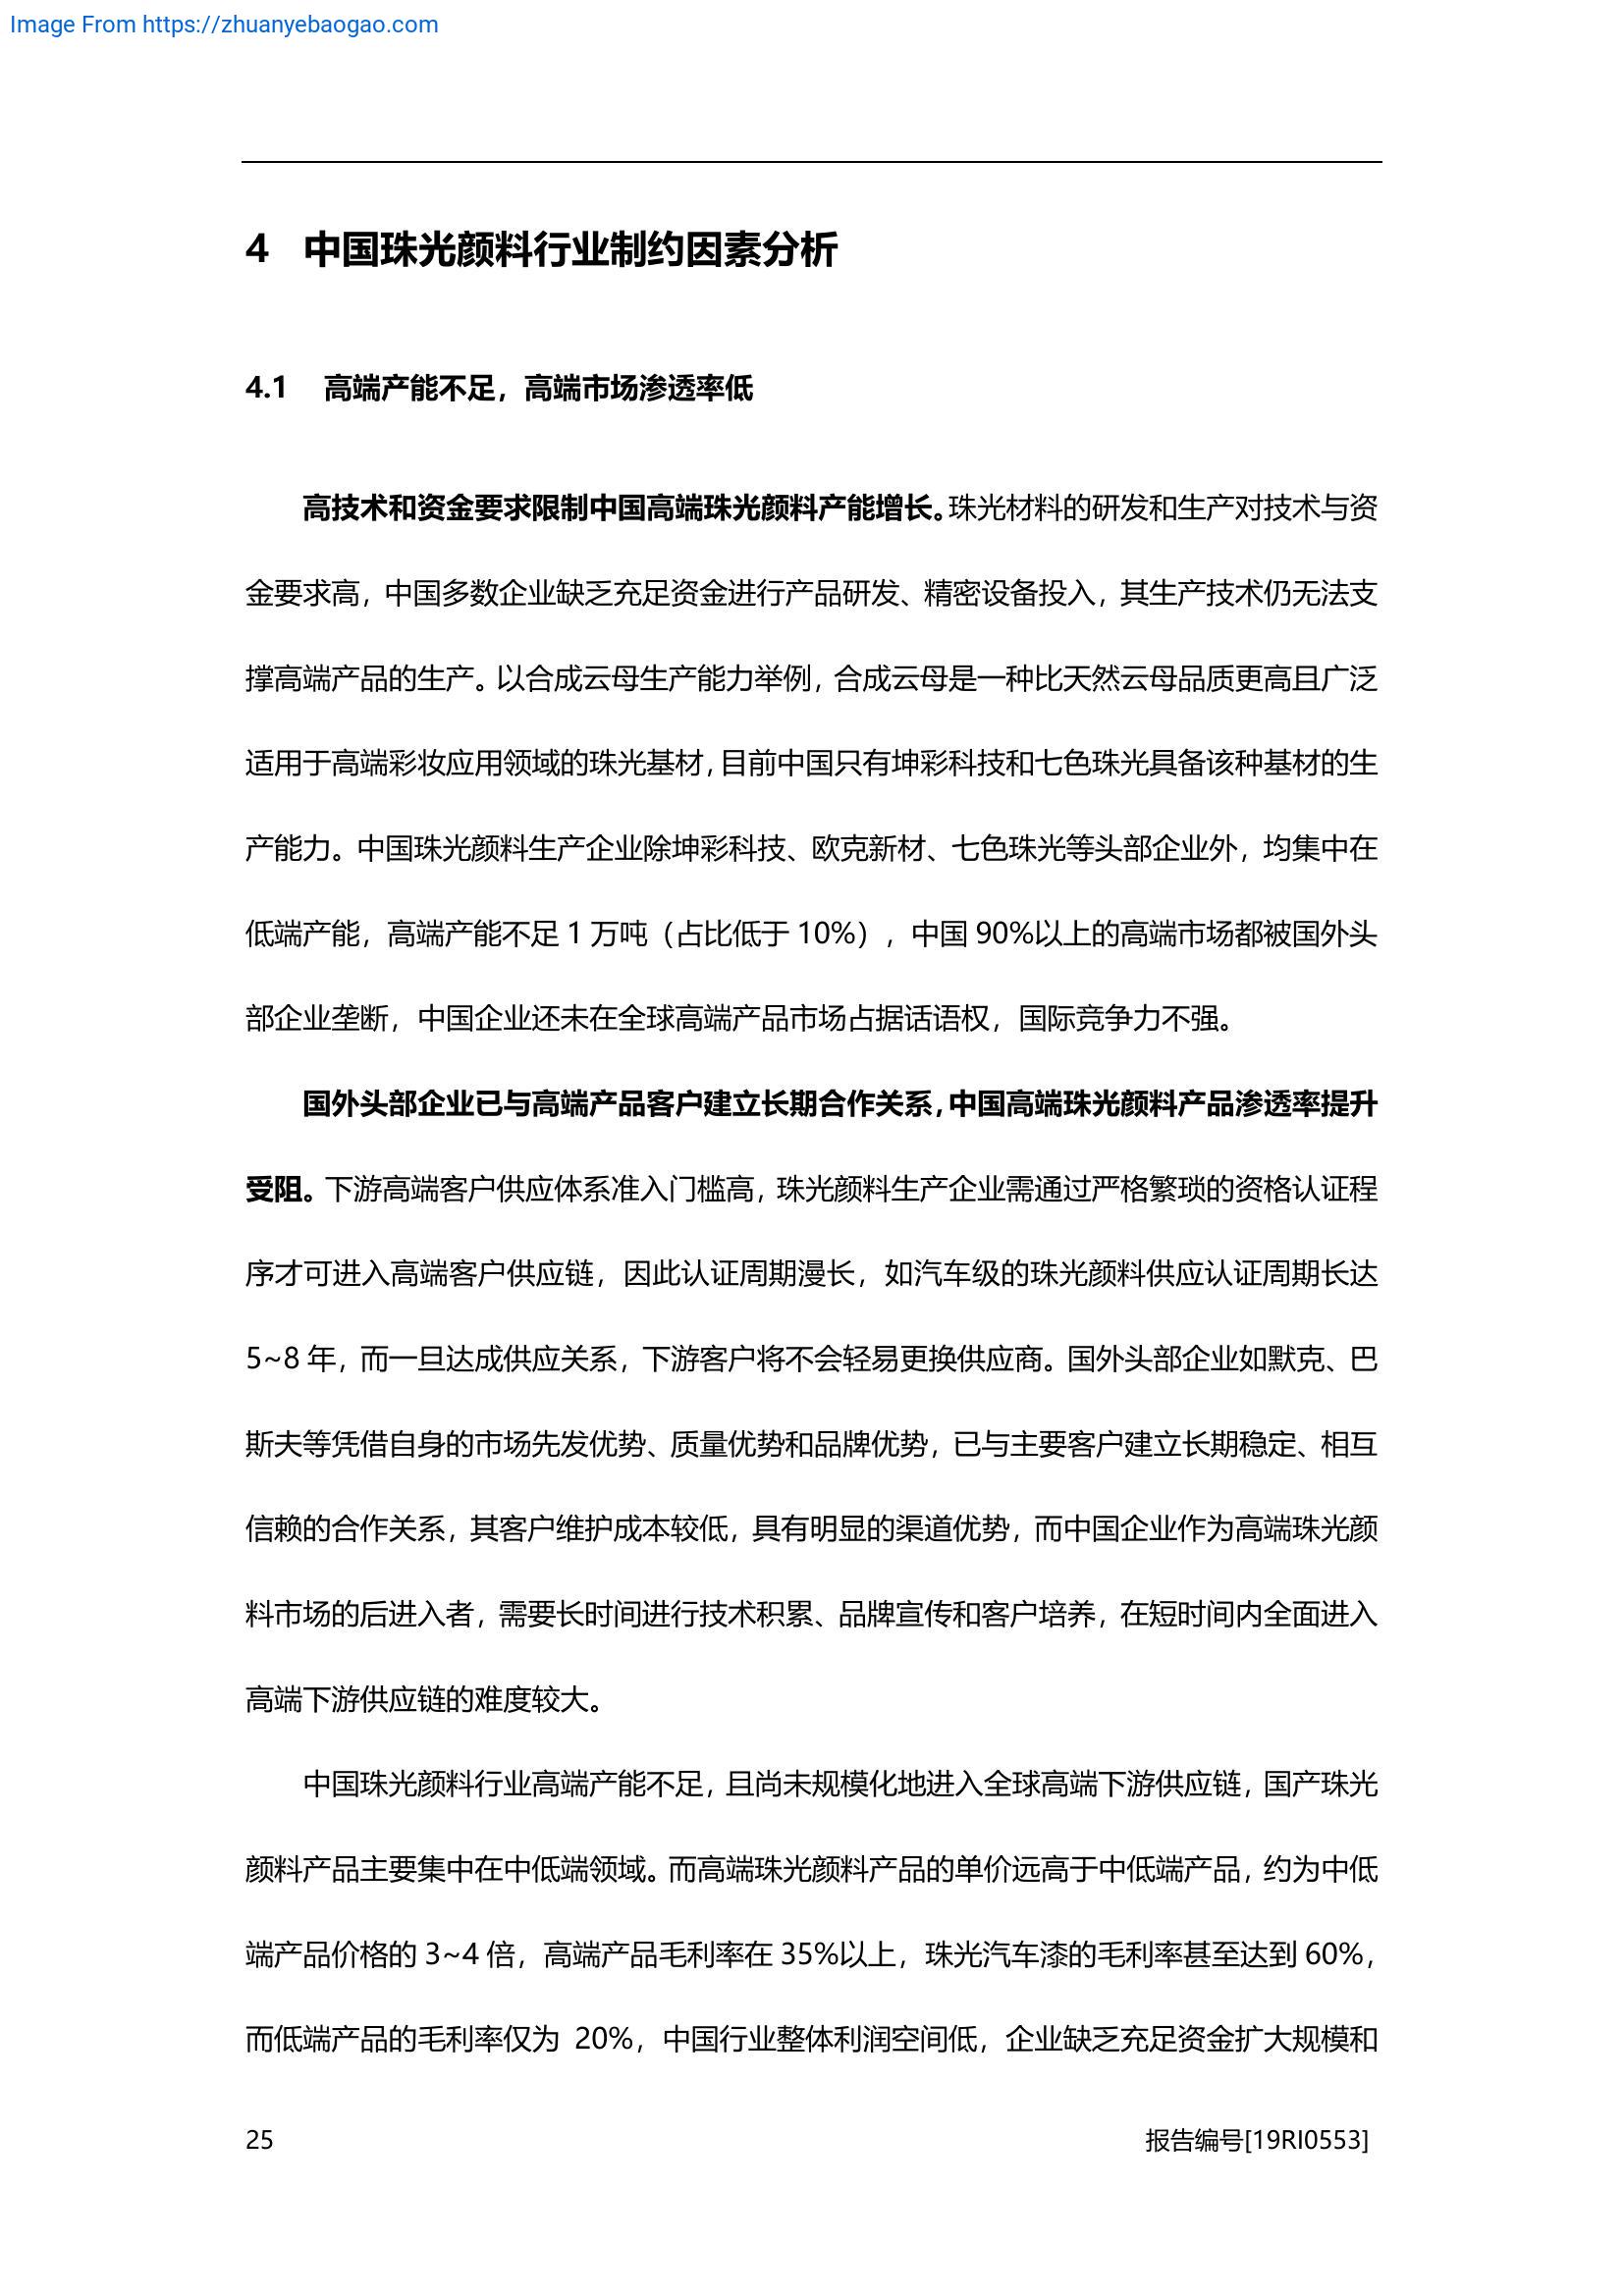 Image From https://zhuanyebaogao.com
4 中国珠光颜料行业制约因素分析
4.1 高端产能不足，高端市场渗透率低
高技术和资金要求限制中国高端珠光颜料产能增长。珠光材料的研发和生产对技术与资
金要求高，中国多数企业缺乏充足资金进行产品研发、精密设备投入，其生产技术仍无法支
撑高端产品的生产。以合成云母生产能力举例，合成云母是一种比天然云母品质更高且广泛
适用于高端彩妆应用领域的珠光基材，目前中国只有坤彩科技和七色珠光具备该种基材的生
产能力。中国珠光颜料生产企业除坤彩科技、欧克新材、七色珠光等头部企业外，均集中在
低端产能，高端产能不足 1 万吨（占比低于 10%），中国 90%以上的高端市场都被国外头
部企业垄断，中国企业还未在全球高端产品市场占据话语权，国际竞争力不强。
国外头部企业已与高端产品客户建立长期合作关系，中国高端珠光颜料产品渗透率提升
受阻。下游高端客户供应体系准入门槛高，珠光颜料生产企业需通过严格繁琐的资格认证程
序才可进入高端客户供应链，因此认证周期漫长，如汽车级的珠光颜料供应认证周期长达
5~8 年，而一旦达成供应关系，下游客户将不会轻易更换供应商。国外头部企业如默克、巴
斯夫等凭借自身的市场先发优势、质量优势和品牌优势，已与主要客户建立长期稳定、相互
信赖的合作关系，其客户维护成本较低，具有明显的渠道优势，而中国企业作为高端珠光颜
料市场的后进入者，需要长时间进行技术积累、品牌宣传和客户培养，在短时间内全面进入
高端下游供应链的难度较大。
中国珠光颜料行业高端产能不足，且尚未规模化地进入全球高端下游供应链，国产珠光
颜料产品主要集中在中低端领域。而高端珠光颜料产品的单价远高于中低端产品，约为中低
端产品价格的 3~4 倍，高端产品毛利率在 35%以上，珠光汽车漆的毛利率甚至达到 60%，
而低端产品的毛利率仅为 20%，中国行业整体利润空间低，企业缺乏充足资金扩大规模和
25 报告编号[19RI0553]